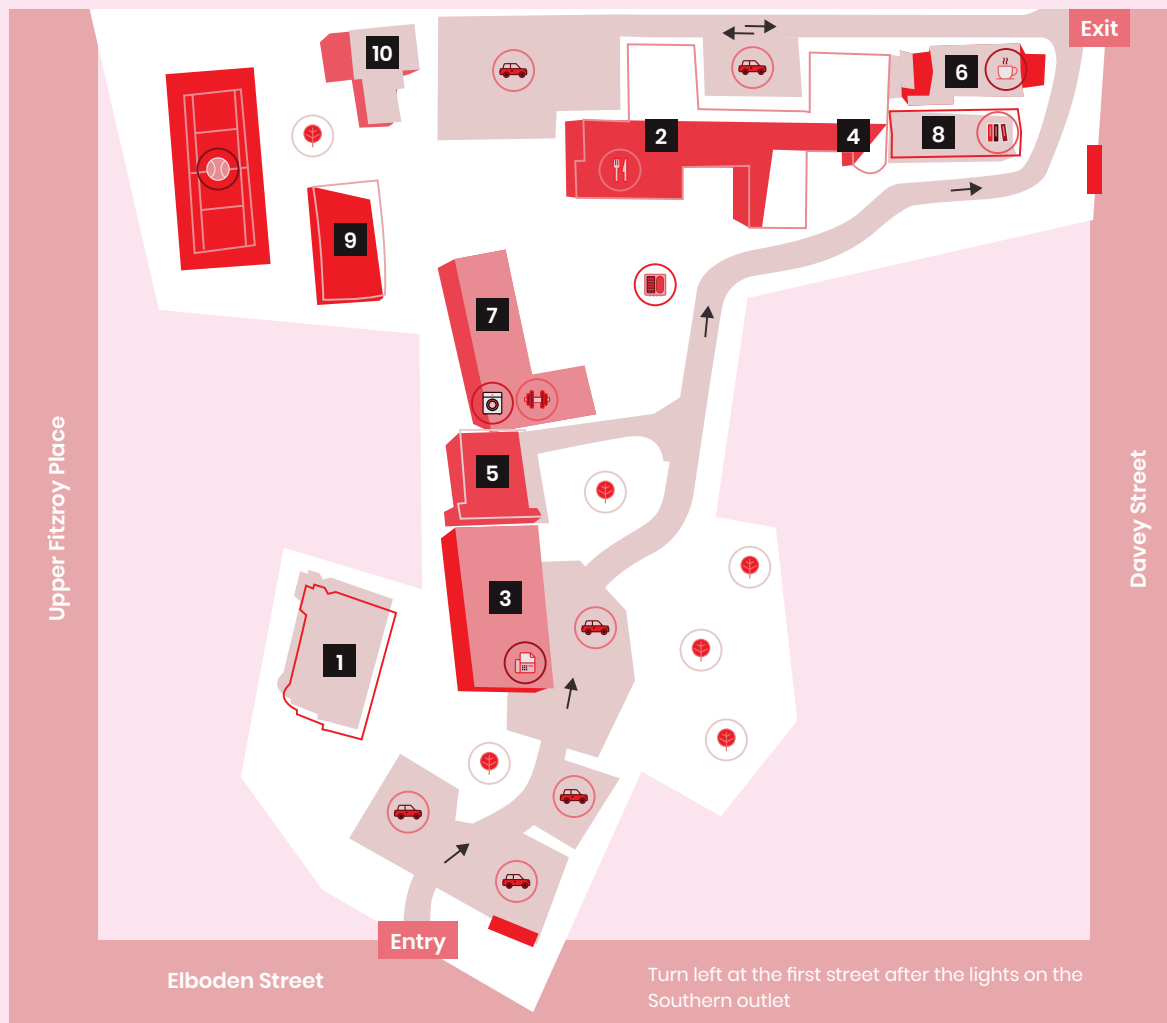 Exit
10
6
2
4
8
9
7
5
3
1
Upper Fitzroy Place
Davey Street
Entry
Elboden Street
Turn left at the first street after the lights on the
Southern outlet